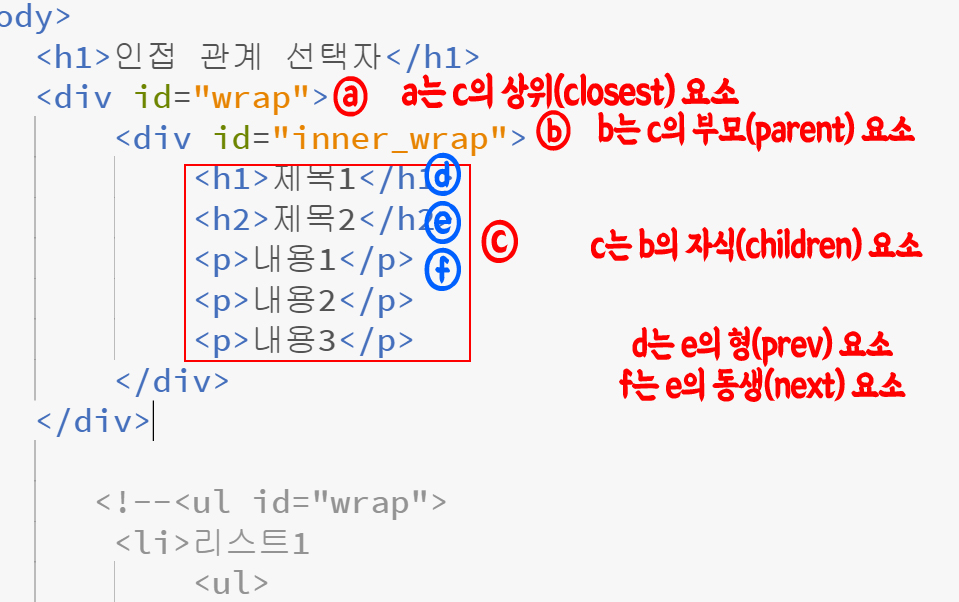 ody>
<h1>인접 관계 선택자</h1>
<div id="wrap"> ⓐ a는 c의 상위(closest) 요소
<div id="inner_wrap"> ⓑ b는 c의 부모(parent) 요소
<h1>제목1</h1 ⓓ
<h2>제목2</h2 ⓔ
ⓒ c는 b의 자식(children) 요소
<p>내용1</p> ⓕ
<p>내용2</p>
<p>내용3</p> d는 e의 형(prev) 요소
</div> f는 e의 동생(next) 요소
</div>
<!--<ul id="wrap">
<li>리스트1
<ul>